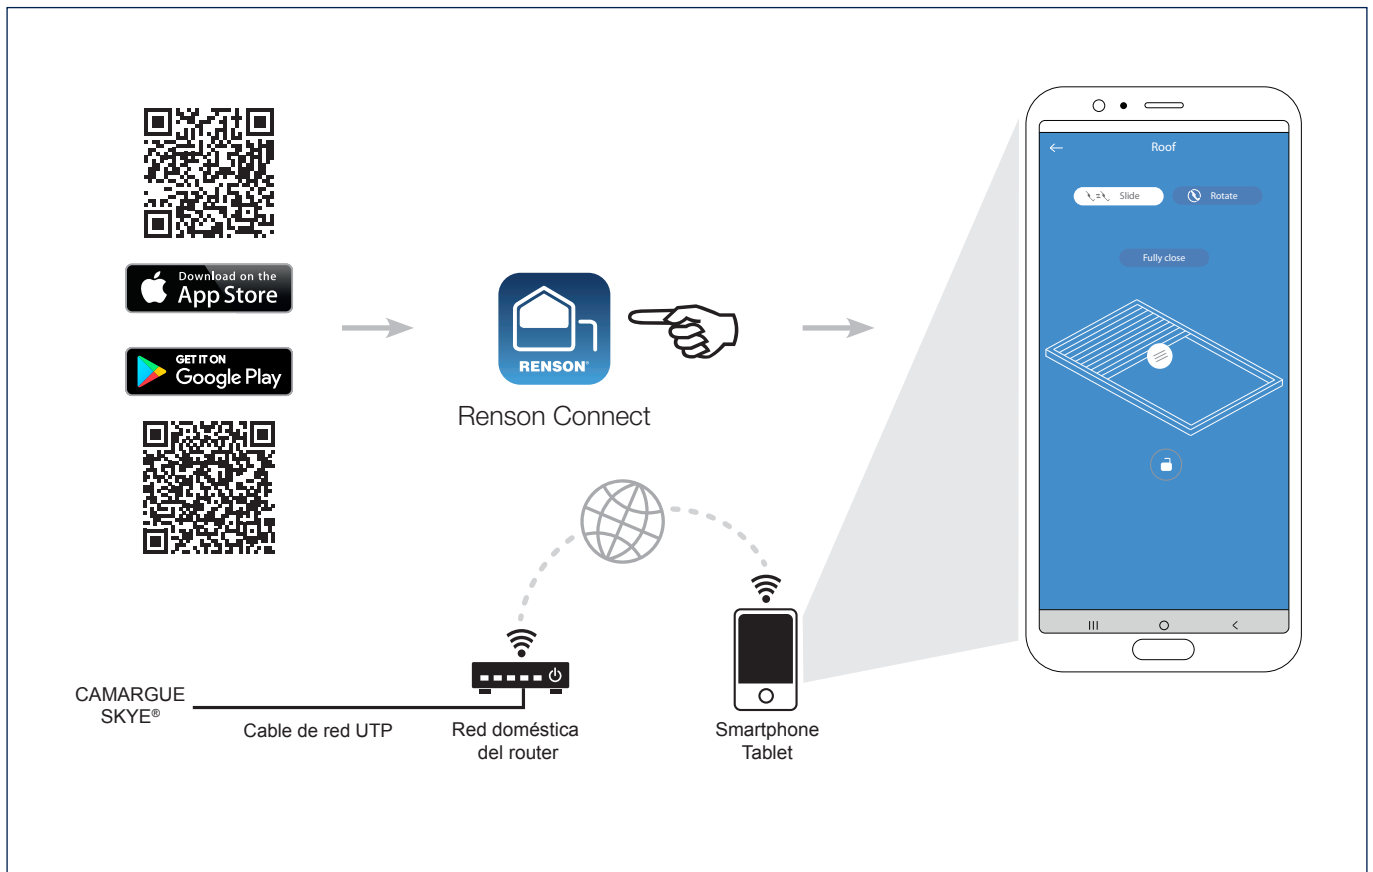 Download on the
App Store
GET IT ON
Google Play
RENSON®
Renson Connect
CAMARGUE
SKYE®
Cable de red UTP
Red doméstica
del router
Smartphone
Tablet
Roof
Slide
Rotate
Fully close